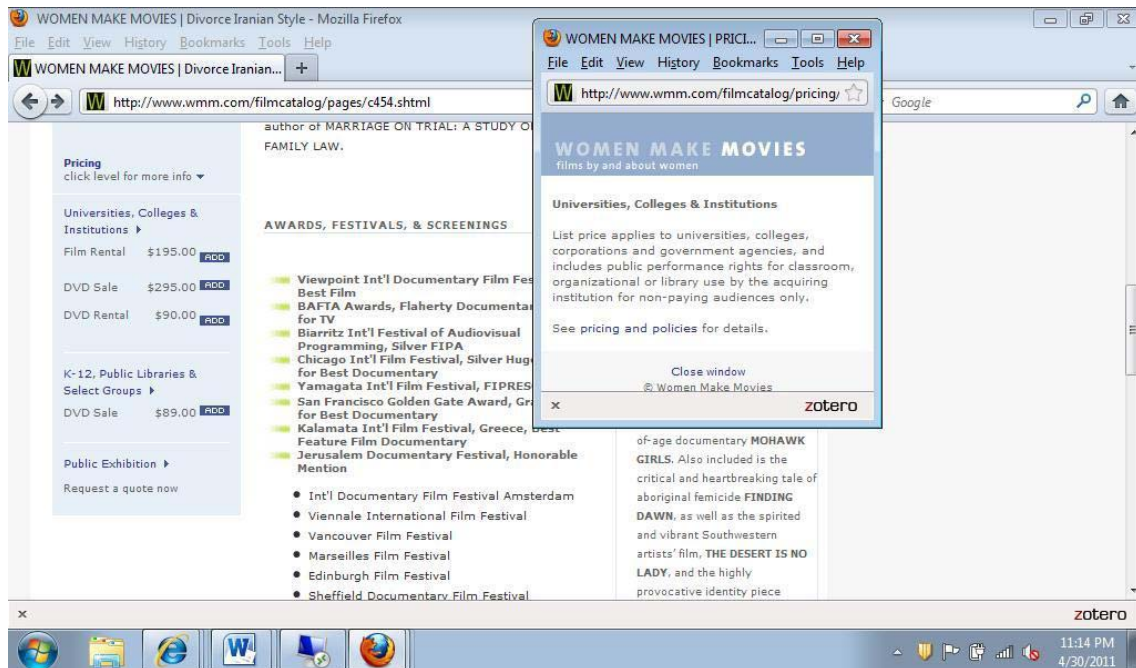 WOMEN MAKE MOVIES | Divorce Iranian Style - Mozilla Firefox
File Edit View History Bookmarks Tools Help
WOMEN MAKE MOVIES | Divorce Iranian... +
http://www.wmm.com/filmcatalog/pages/c454.shtml
Google
Pricing
click level for more info
Universities, Colleges &
Institutions
Film Rental $195.00 ADD
DVD Sale $295.00 ADD
DVD Rental $90.00 ADD
K-12, Public Libraries &
Select Groups
DVD Sale $89.00 ADD
Public Exhibition
Request a quote now
author of MARRIAGE ON TRIAL: A STUDY O
FAMILY LAW.
AWARDS, FESTIVALS, & SCREENINGS
Viewpoint Int'l Documentary Film Fes
Best Film
BAFTA Awards, Flaherty Documenta
for TV
Biarritz Int'l Festival of Audiovisual
Programming, Silver FIPA
Chicago Int'l Film Festival, Silver Hug
for Best Documentary
Yamagata Int'l Film Festival, FIPRES
San Francisco Golden Gate Award, Gra
for Best Documentary
Kalamata Int'l Film Festival, Greece, Best
Feature Film Documentary
Jerusalem Documentary Festival, Honorable
Mention
Int'l Documentary Film Festival Amsterdam
Viennale International Film Festival
Vancouver Film Festival
Marseilles Film Festival
Edinburgh Film Festival
Sheffield Documentary Film Festival
of-age documentary MOHAWK
GIRLS. Also included is the
critical and heartbreaking tale of
aboriginal femicide FINDING
DAWN, as well as the spirited
and vibrant Southwestern
artists' film, THE DESERT IS NO
LADY, and the highly
provocative identity piece
WOMEN MAKE MOVIES | PRICI...
File Edit View History Bookmarks Tools Help
http://www.wmm.com/filmcatalog/pricing/
WOMEN MAKE MOVIES
films by and about women
Universities, Colleges & Institutions
List price applies to universities, colleges,
corporations and government agencies, and
includes public performance rights for classroom,
organizational or library use by the acquiring
institution for non-paying audiences only.
See pricing and policies for details.
Close window
© Women Make Movies
x zotero
x zotero
11:14 PM
4/30/2011